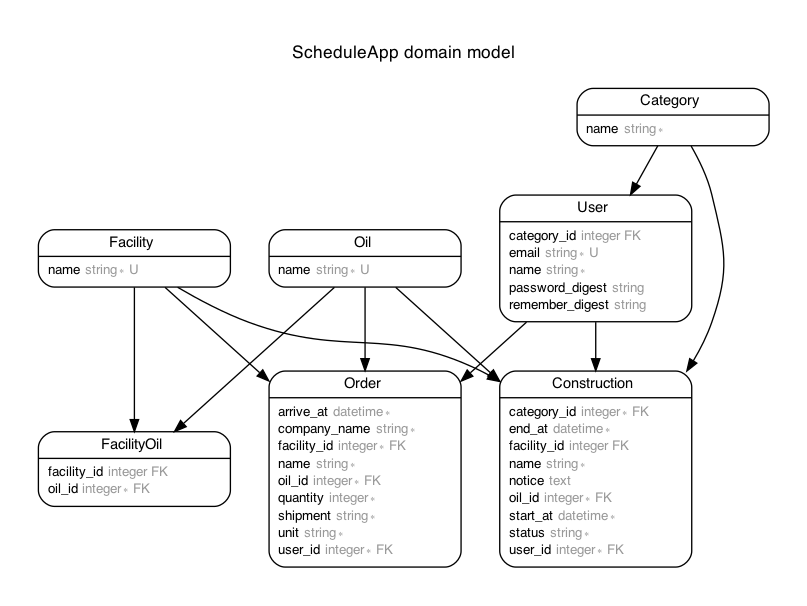 ScheduleApp domain model
Category
name string∗
User
category_id integer FK
email string∗ U
name string∗
password_digest string
remember_digest string
Facility
name string∗ U
Oil
name string∗ U
FacilityOil
facility_id integer FK
oil_id integer∗ FK
Order
arrive_at datetime∗
company_name string∗
facility_id integer∗ FK
name string∗
oil_id integer∗ FK
quantity integer∗
shipment string∗
unit string∗
user_id integer∗ FK
Construction
category_id integer∗ FK
end_at datetime∗
facility_id integer FK
name string∗
notice text
oil_id integer∗ FK
start_at datetime∗
status string∗
user_id integer∗ FK